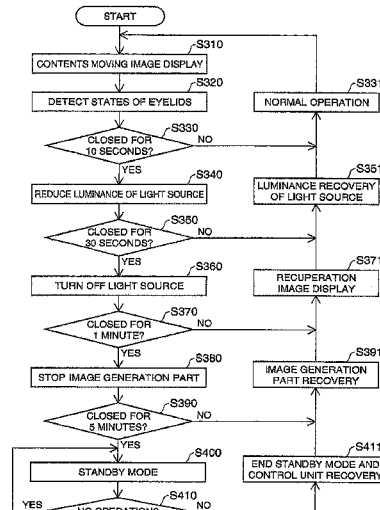 START
S310
CONTENTS MOVING IMAGE DISPLAY
S320
DETECT STATES OF EYELIDS
S331
NORMAL OPERATION
S330
CLOSED FOR
10 SECONDS?
NO
YES
S340
REDUCE LUMINANCE OF LIGHT SOURCE
S351
LUMINANCE RECOVERY
OF LIGHT SOURCE
S350
CLOSED FOR
30 SECONDS?
NO
YES
S360
TURN OFF LIGHT SOURCE
S371
RECUPERATION
IMAGE DISPLAY
S370
CLOSED FOR
1 MINUTE?
NO
YES
S380
STOP IMAGE GENERATION PART
S391
IMAGE GENERATION
PART RECOVERY
S390
CLOSED FOR
5 MINUTES?
NO
YES
S400
STANDBY MODE
S411
END STANDBY MODE AND
CONTROL UNIT RECOVERY
S410
YES
NO OPERATION?
NO